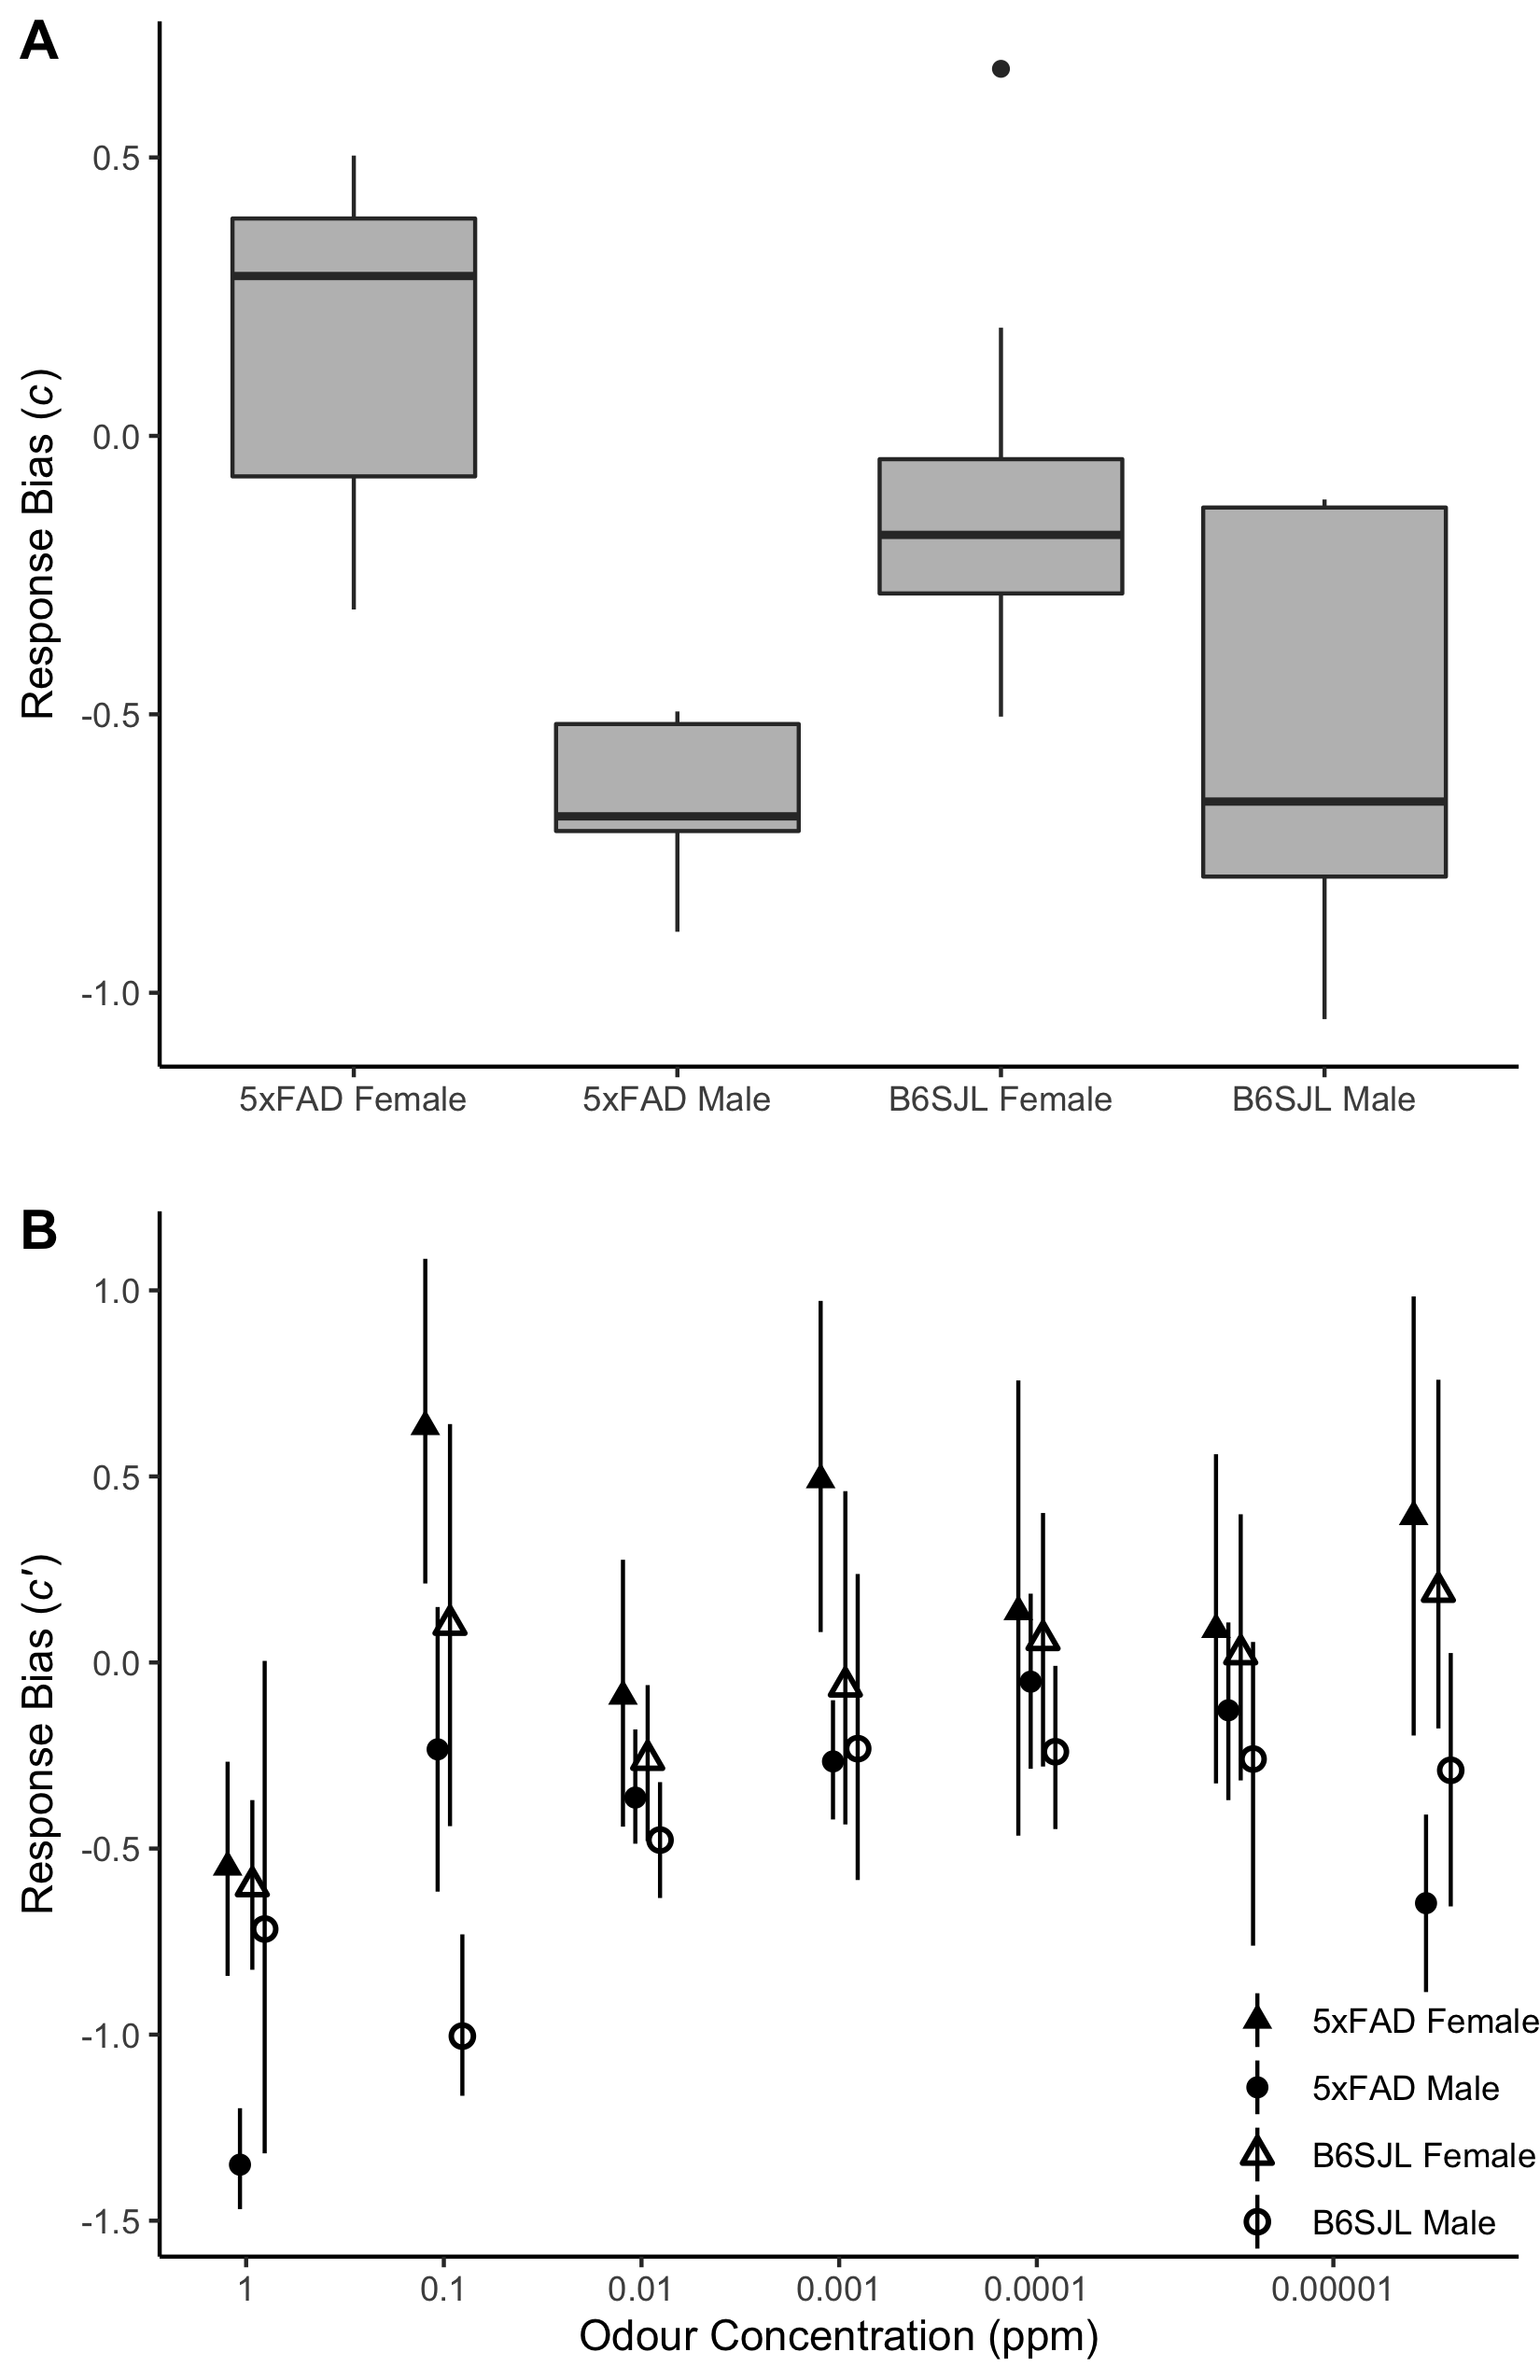 A
Response Bias (c)
0.5
0.0
-0.5
-1.0
5xFAD Female 5xFAD Male B6SJL Female B6SJL Male
B
Response Bias (c')
1.0
0.5
0.0
-0.5
-1.0
-1.5
5xFAD Female
5xFAD Male
B6SJL Female
B6SJL Male
1 0.1 0.01 0.001 0.0001 0.00001
Odour Concentration (ppm)